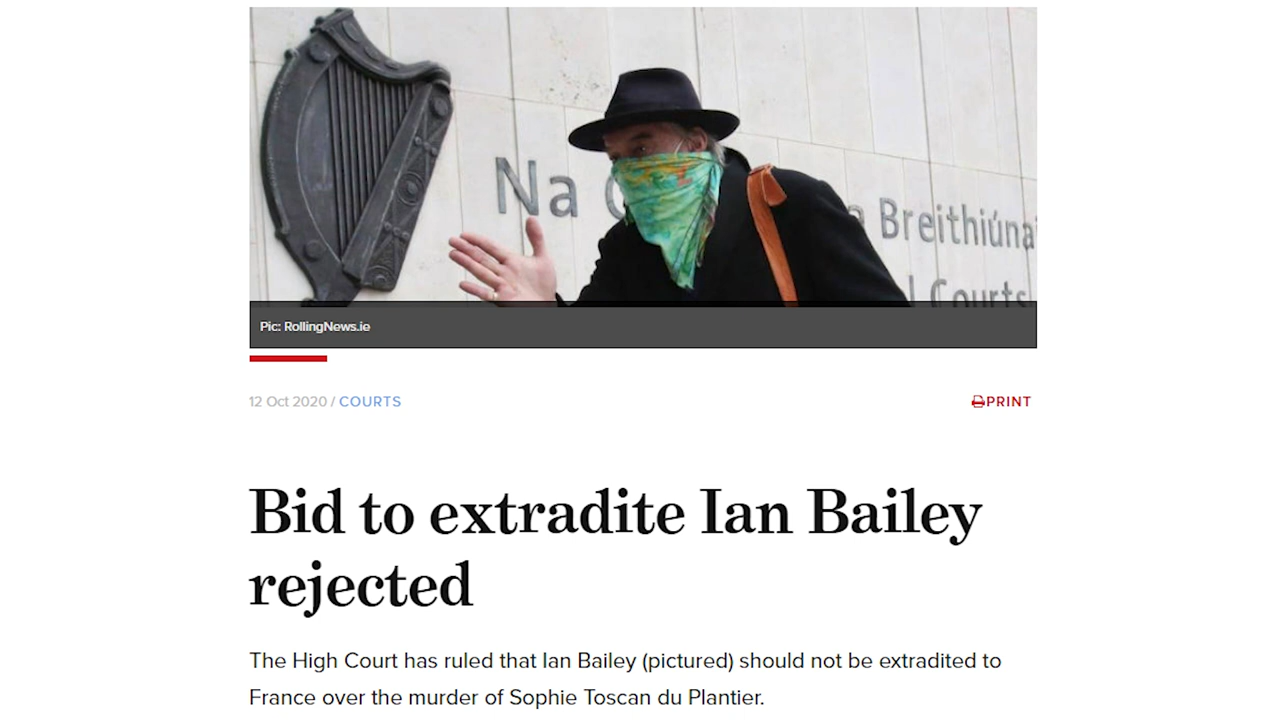 Na
Breithiúna
Courts
Pic: RollingNews.ie
12 Oct 2020 / COURTS
PRINT
Bid to extradite Ian Bailey
rejected
The High Court has ruled that Ian Bailey (pictured) should not be extradited to
France over the murder of Sophie Toscan du Plantier.